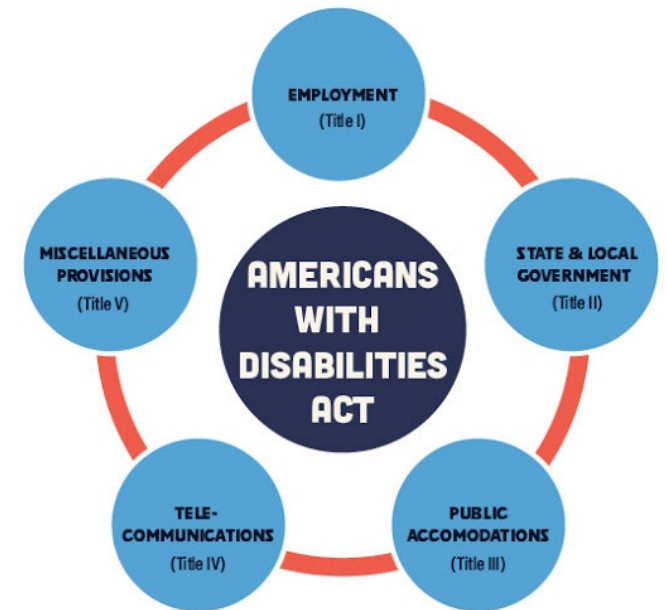 EMPLOYMENT
(Title I)
STATE & LOCAL
GOVERNMENT
(Title II)
PUBLIC
ACCOMODATIONS
(Title III)
TELE-
COMMUNICATIONS
(Title IV)
MISCELLANEOUS
PROVISIONS
(Title V)
AMERICANS
WITH
DISABILITIES
ACT